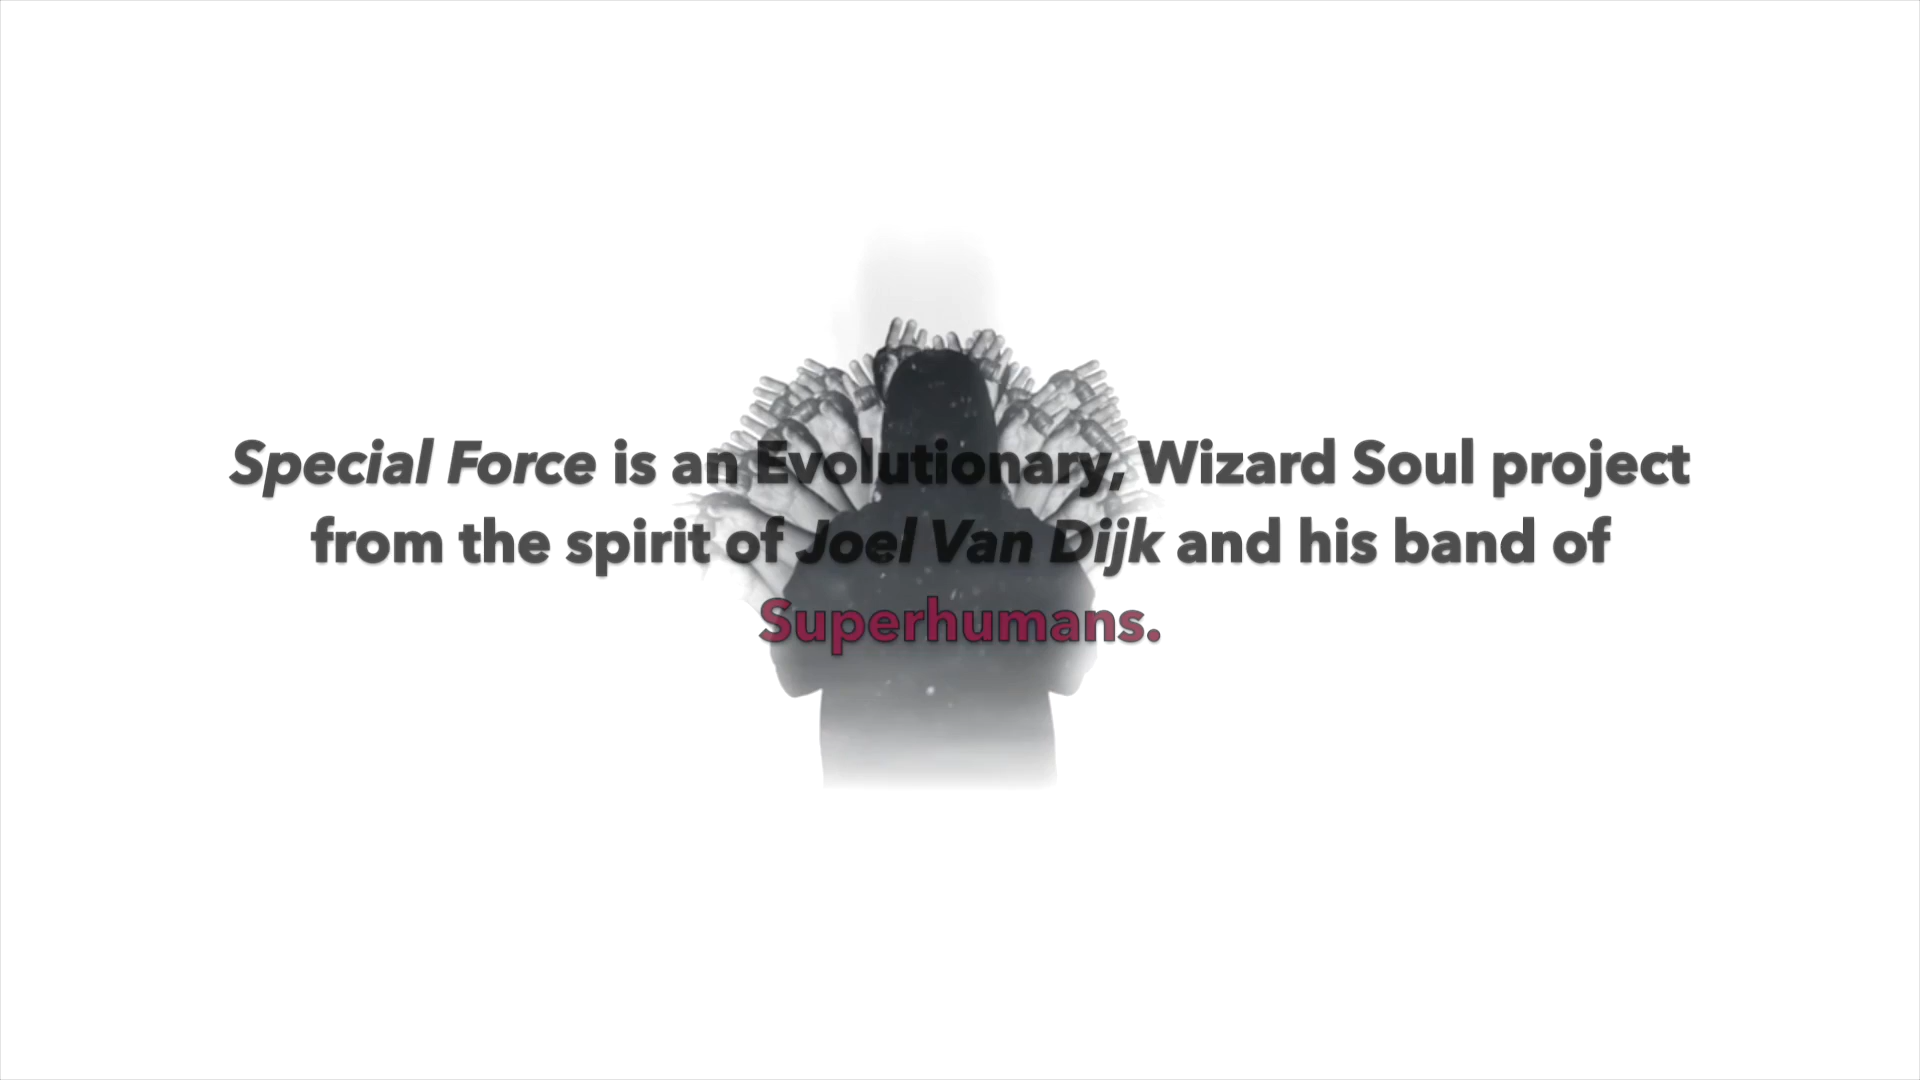 Special Force is an Evolutionary, Wizard Soul project
from the spirit of Joel Van Dijk and his band of
Superhumans.